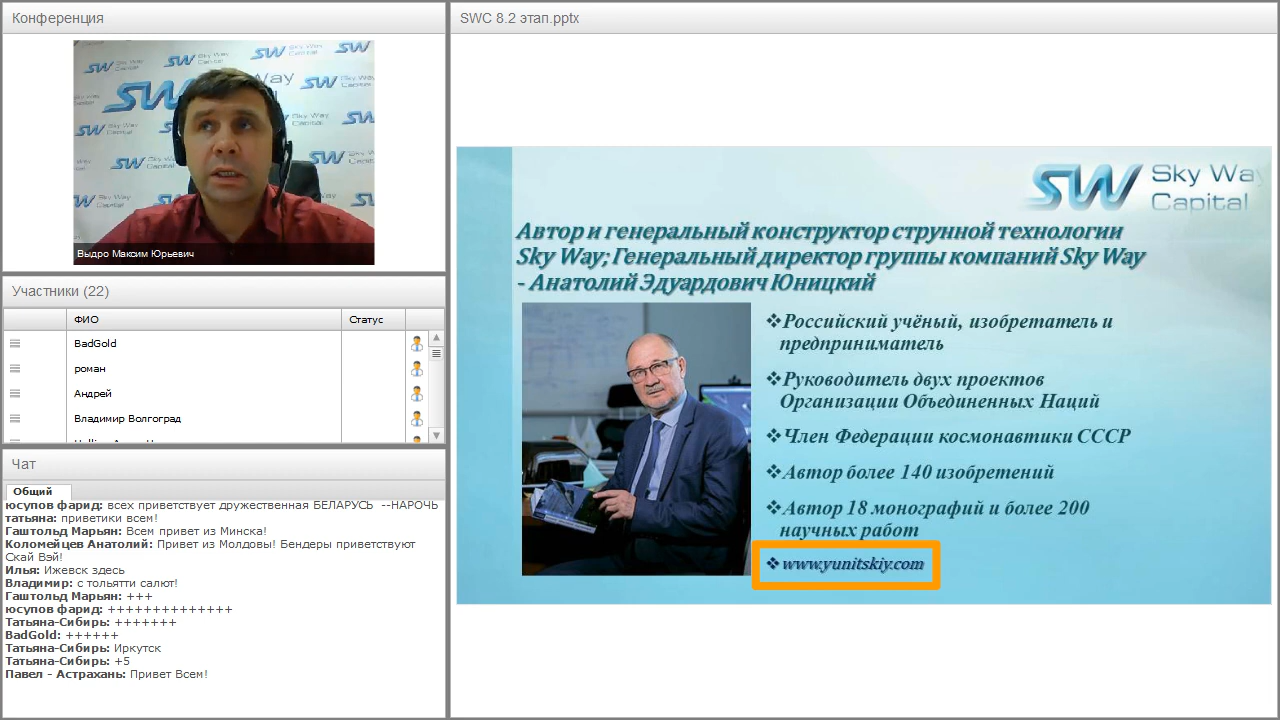 Конференция
SW
Sky Way
Capital
Выдро Максим Юрьевич
Участники (22)
ФИО
Статус
BadGold
роман
Андрей
Владимир Волгоград
Чат
Общий
юсупов фарид: всех приветствует дружественная БЕЛАРУСЬ --НАРОЧЬ
татьяна: приветики всем!
Гаштольд Марьян: Всем привет из Минска!
Коломейцев Анатолий: Привет из Молдовы! Бендеры приветствуют
Скай Вэй!
Илья: Ижевск здесь
Владимир: с тольятти салют!
Гаштольд Марьян: +++
юсупов фарид: ++++++++++++++
Татьяна-Сибирь: +++++++
BadGold: ++++++
Татьяна-Сибирь: Иркутск
Татьяна-Сибирь: +5
Павел - Астрахань: Привет Всем!
SWC 8.2 этап.pptx
SW Sky Way
Capital
Автор и генеральный конструктор струнной технологии
Sky Way; Генеральный директор группы компаний Sky Way
- Анатолий Эдуардович Юницкий
❖Российский учёный, изобретатель и
предприниматель
❖Руководитель двух проектов
Организации Объединенных Наций
❖Член Федерации космонавтики СССР
❖Автор более 140 изобретений
❖Автор 18 монографий и более 200
научных работ
❖www.yunitskiy.com